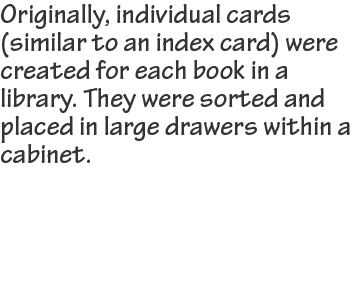 Originally, individual cards
(similar to an index card) were
created for each book in a
library. They were sorted and
placed in large drawers within a
cabinet.